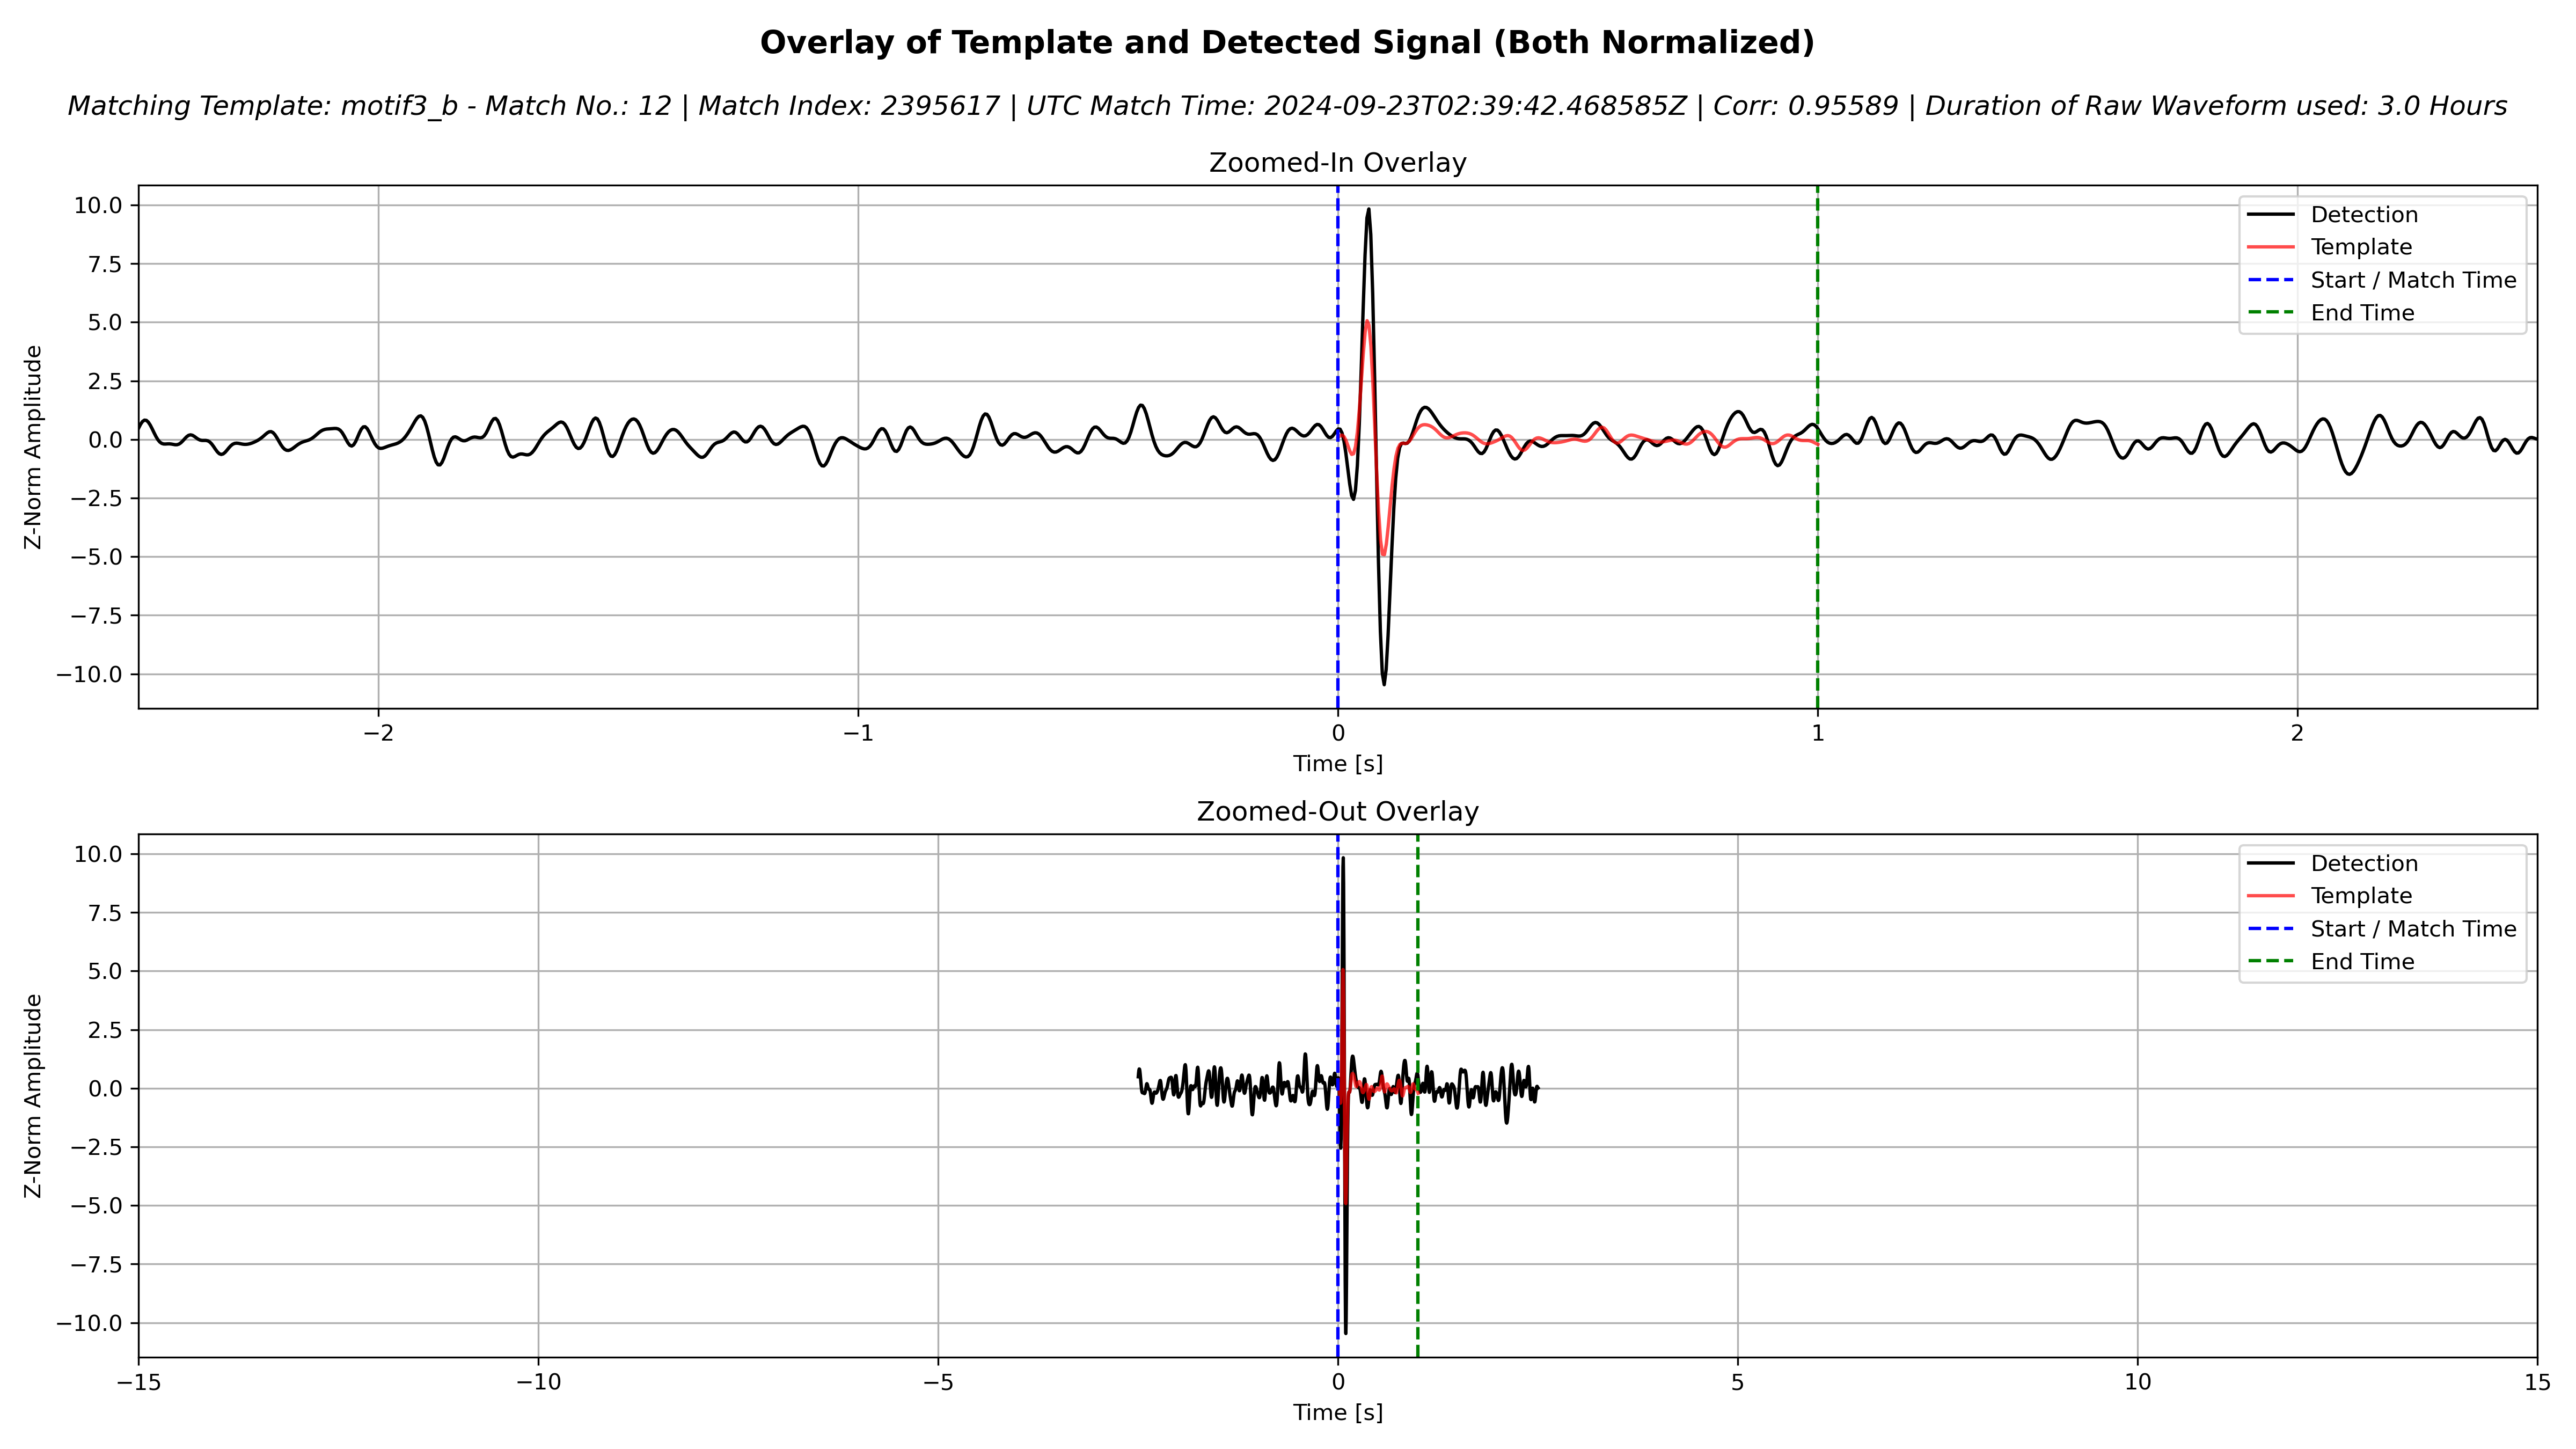 Overlay of Template and Detected Signal (Both Normalized)
Matching Template: motif3_b - Match No.: 12 | Match Index: 2395617 | UTC Match Time: 2024-09-23T02:39:42.468585Z | Corr: 0.95589 | Duration of Raw Waveform used: 3.0 Hours
Zoomed-In Overlay
10.0
7.5
5.0
2.5
0.0
−2.5
−5.0
−7.5
−10.0
Z-Norm Amplitude
Detection
Template
Start / Match Time
End Time
−2 −1 0 1 2
Time [s]
Zoomed-Out Overlay
10.0
7.5
5.0
2.5
0.0
−2.5
−5.0
−7.5
−10.0
Z-Norm Amplitude
Detection
Template
Start / Match Time
End Time
−15 −10 −5 0 5 10 15
Time [s]